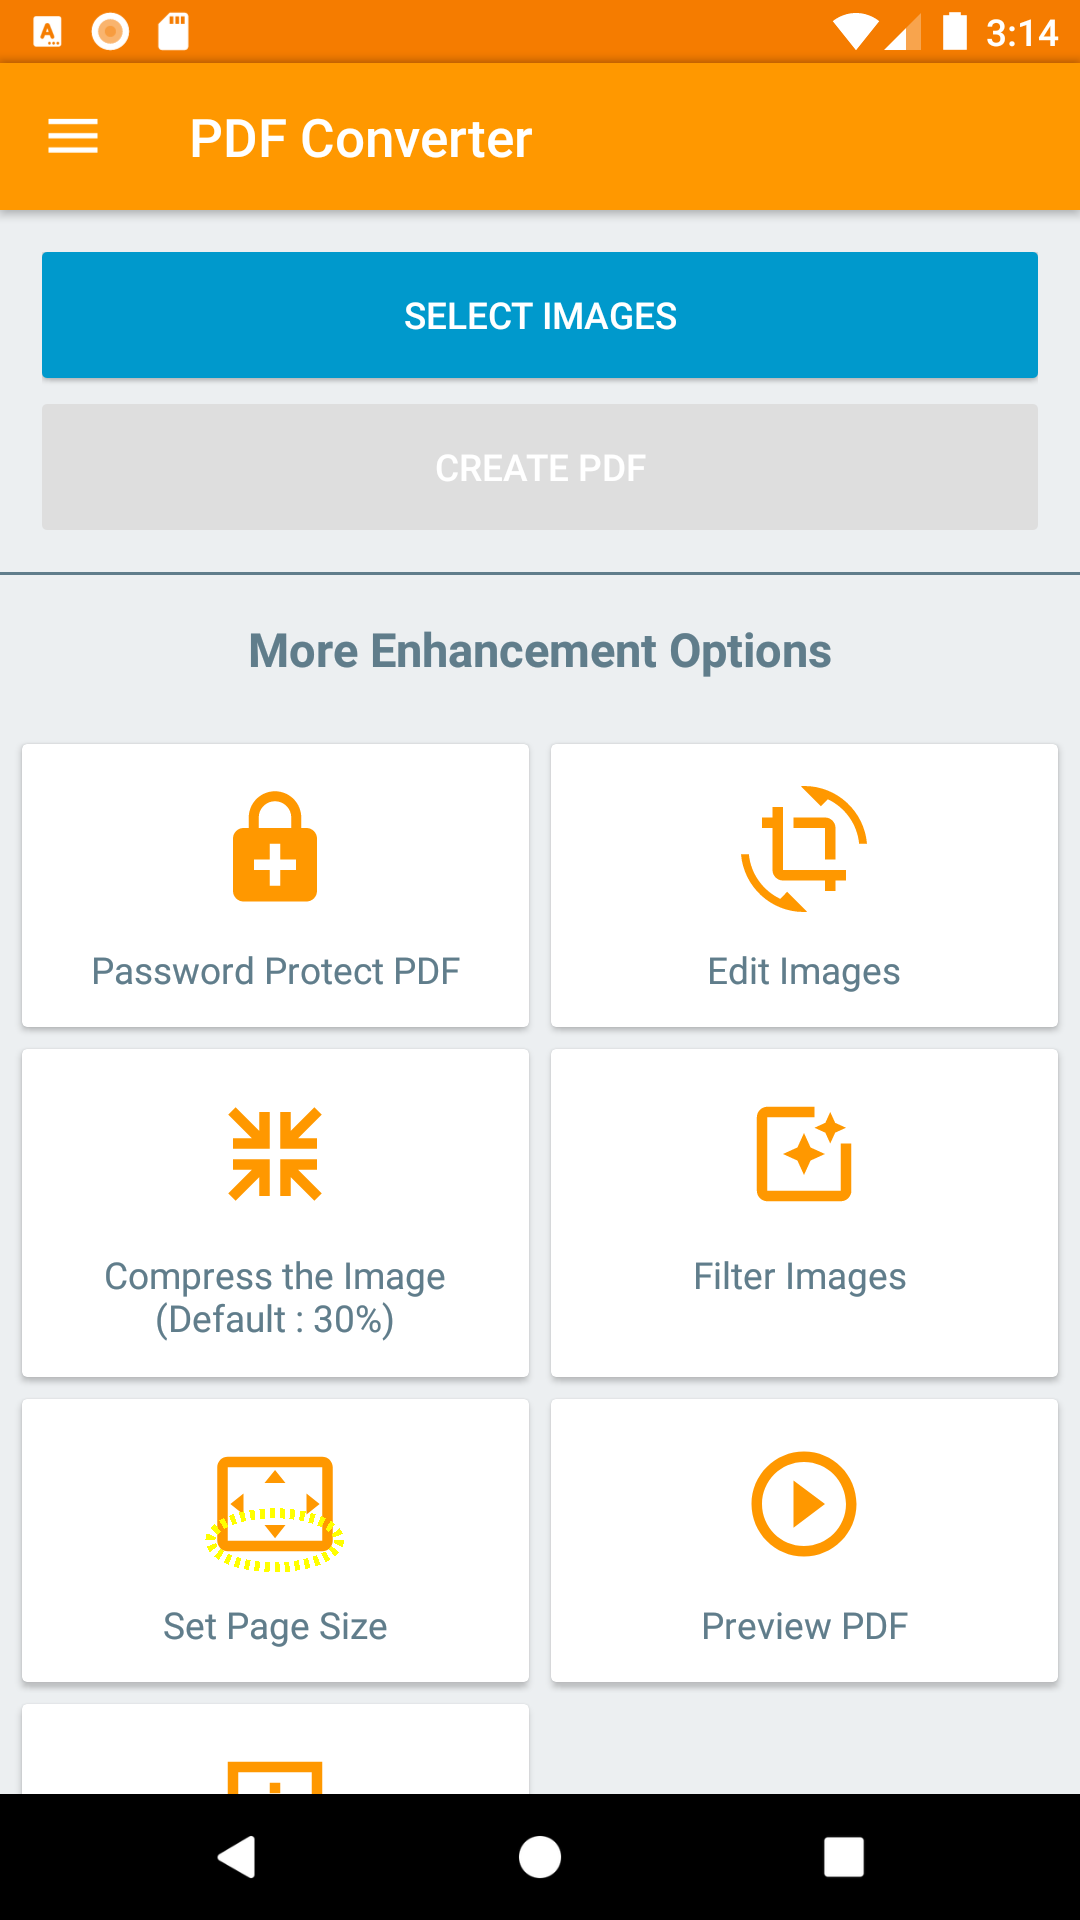 3:14
PDF Converter
SELECT IMAGES
CREATE PDF
More Enhancement Options
Password Protect PDF
Edit Images
Compress the Image
(Default : 30%)
Filter Images
Set Page Size
Preview PDF